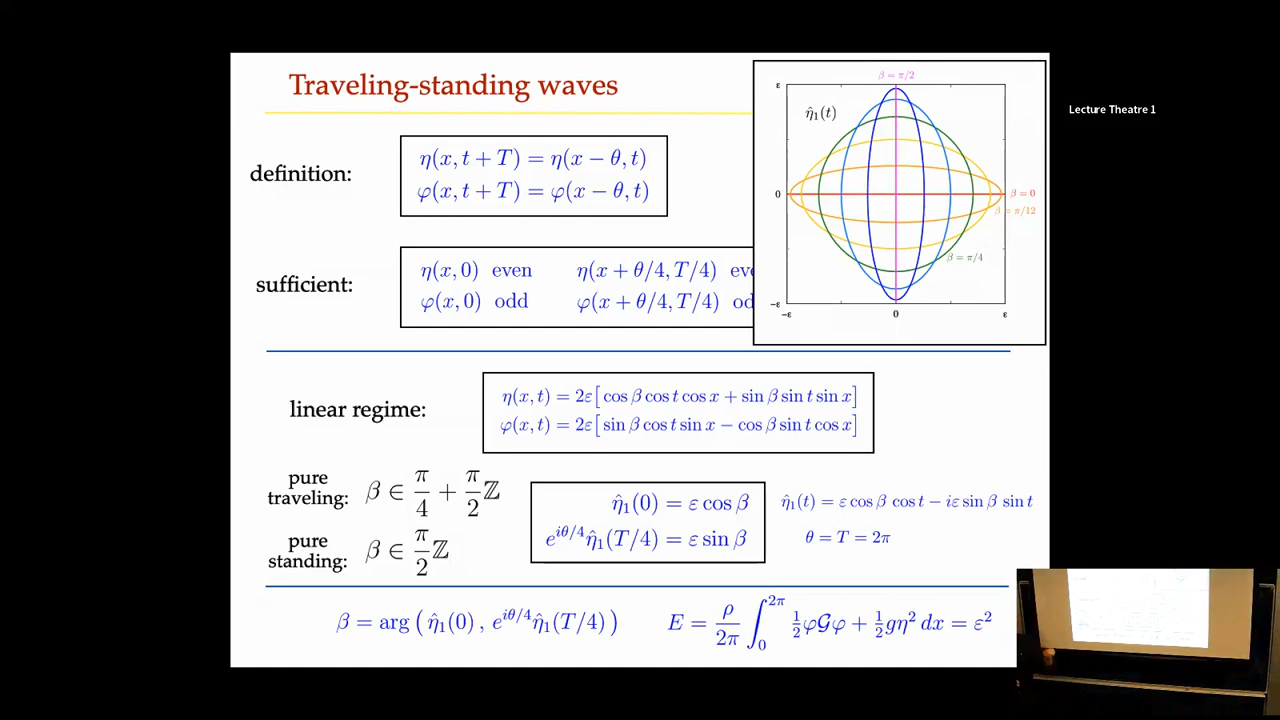 Traveling-standing waves
definition:
η(x, t + T) = η(x − θ, t)
φ(x, t + T) = φ(x − θ, t)
sufficient:
η(x, 0) even η(x + θ/4, T/4) eve
φ(x, 0) odd φ(x + θ/4, T/4) od
β = π/2
ε
η̂₁(t)
0
β = 0
β = π/12
β = π/4
−ε
−ε 0 ε
linear regime:
η(x, t) = 2ε[ cos β cos t cos x + sin β sin t sin x]
φ(x, t) = 2ε[ sin β cos t sin x − cos β sin t cos x]
pure
traveling:
β ∈ π/4 + π/2 ℤ
pure
standing:
β ∈ π/2 ℤ
η̂₁(0) = ε cos β
e^{iθ/4}η̂₁(T/4) = ε sin β
η̂₁(t) = ε cos β cos t − iε sin β sin t
θ = T = 2π
β = arg ( η̂₁(0) , e^{iθ/4}η̂₁(T/4) )
E = ρ/2π ∫₀^{2π} ½φ𝒢φ + ½gη² dx = ε²
Lecture Theatre 1